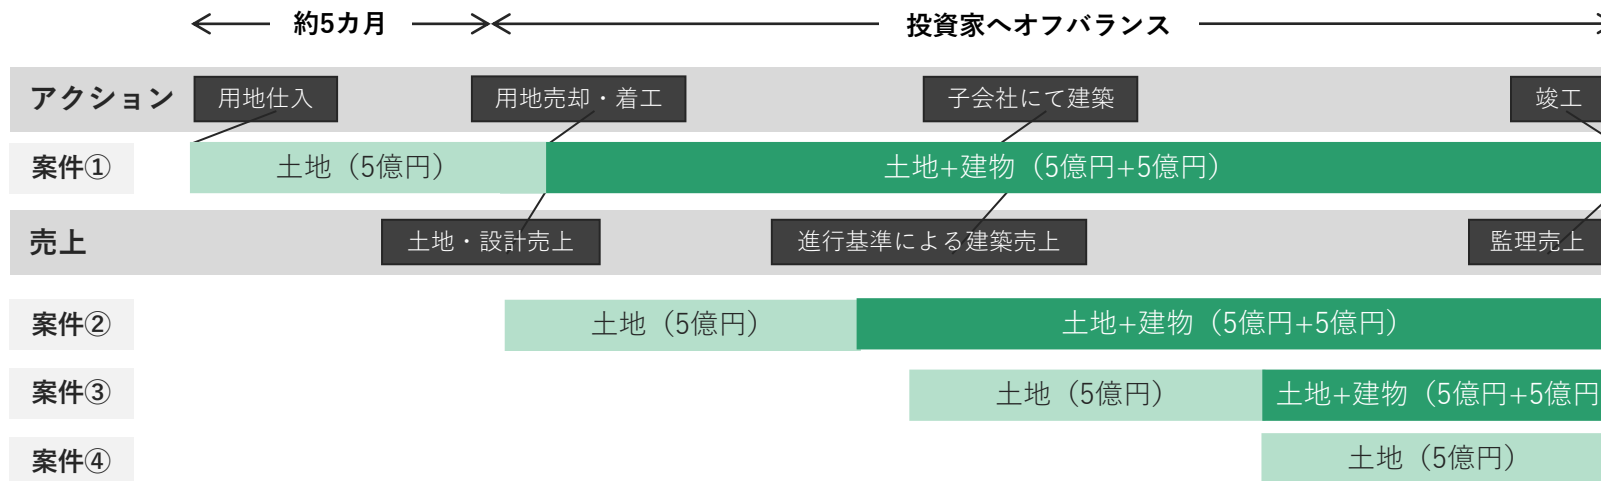 約5カ月
投資家へオフバランス
アクション
用地仕入
用地売却・着工
子会社にて建築
竣工
案件①
土地（5億円）
土地+建物（5億円+5億円）
売上
土地・設計売上
進行基準による建築売上
監理売上
案件②
土地（5億円）
土地+建物（5億円+5億円）
案件③
土地（5億円）
土地+建物（5億円+5億円
案件④
土地（5億円）